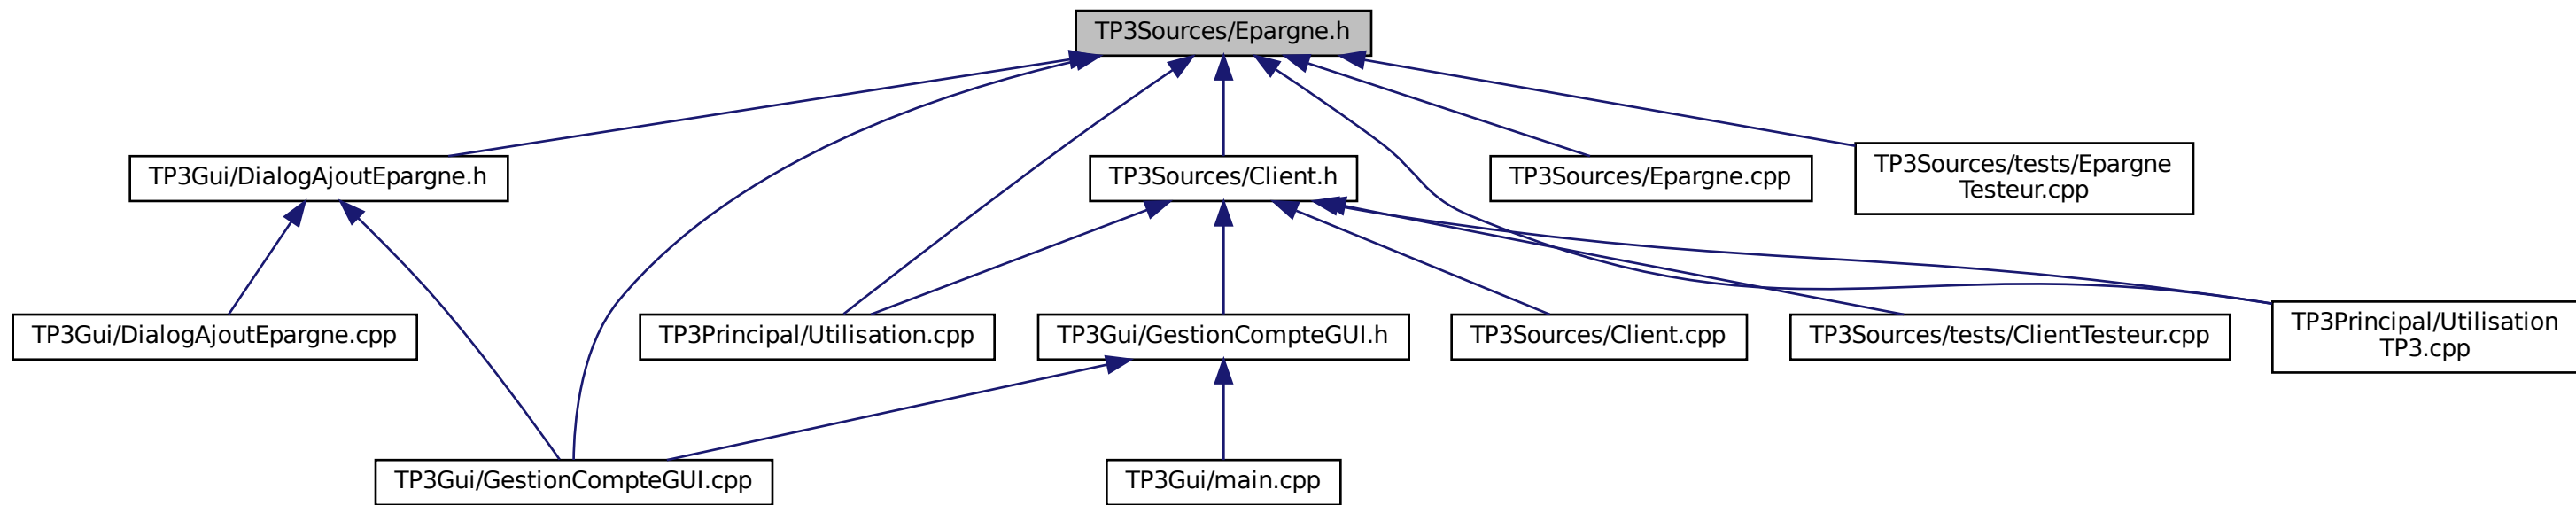 TP3Sources/Epargne.h
TP3Gui/DialogAjoutEpargne.h
TP3Sources/Client.h
TP3Sources/Epargne.cpp
TP3Sources/tests/Epargne
Testeur.cpp
TP3Gui/DialogAjoutEpargne.cpp
TP3Principal/Utilisation.cpp
TP3Gui/GestionCompteGUI.h
TP3Sources/Client.cpp
TP3Sources/tests/ClientTesteur.cpp
TP3Principal/Utilisation
TP3.cpp
TP3Gui/GestionCompteGUI.cpp
TP3Gui/main.cpp